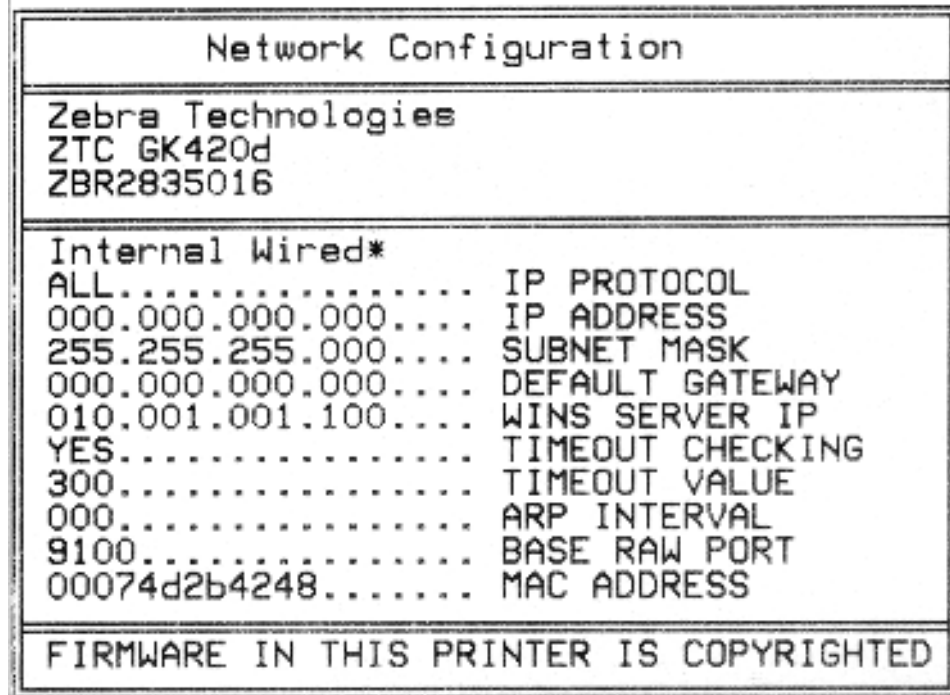 Network Configuration
Zebra Technologies
ZTC GK420d
ZBR2835016
Internal Wired*
ALL................. IP PROTOCOL
000.000.000.000.... IP ADDRESS
255.255.255.000.... SUBNET MASK
000.000.000.000.... DEFAULT GATEWAY
010.001.001.100.... WINS SERVER IP
YES................ TIMEOUT CHECKING
300................ TIMEOUT VALUE
000................ ARP INTERVAL
9100............... BASE RAW PORT
00074d2b4248....... MAC ADDRESS
FIRMWARE IN THIS PRINTER IS COPYRIGHTED